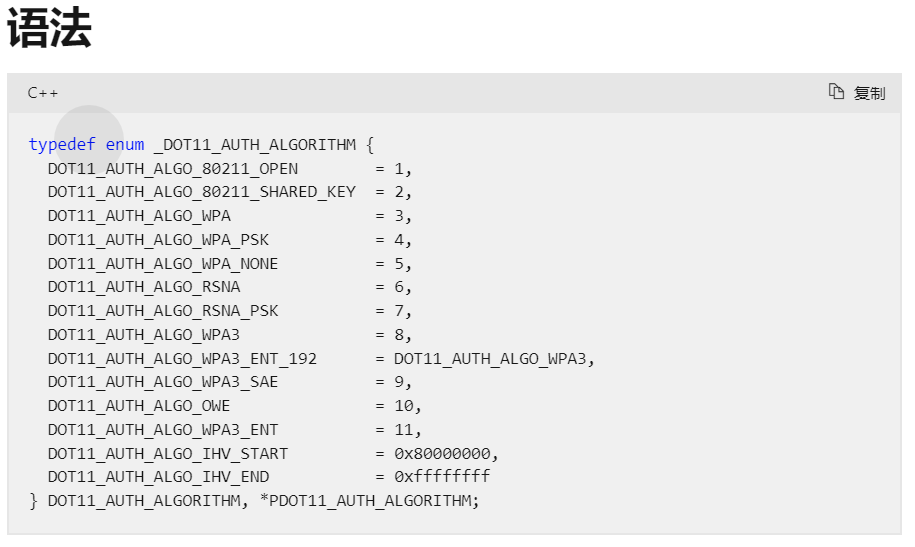 语法
C++
复制
typedef enum _DOT11_AUTH_ALGORITHM {
  DOT11_AUTH_ALGO_80211_OPEN        = 1,
  DOT11_AUTH_ALGO_80211_SHARED_KEY  = 2,
  DOT11_AUTH_ALGO_WPA               = 3,
  DOT11_AUTH_ALGO_WPA_PSK           = 4,
  DOT11_AUTH_ALGO_WPA_NONE          = 5,
  DOT11_AUTH_ALGO_RSNA              = 6,
  DOT11_AUTH_ALGO_RSNA_PSK          = 7,
  DOT11_AUTH_ALGO_WPA3              = 8,
  DOT11_AUTH_ALGO_WPA3_ENT_192      = DOT11_AUTH_ALGO_WPA3,
  DOT11_AUTH_ALGO_WPA3_SAE          = 9,
  DOT11_AUTH_ALGO_OWE               = 10,
  DOT11_AUTH_ALGO_WPA3_ENT          = 11,
  DOT11_AUTH_ALGO_IHV_START         = 0x80000000,
  DOT11_AUTH_ALGO_IHV_END           = 0xffffffff
} DOT11_AUTH_ALGORITHM, *PDOT11_AUTH_ALGORITHM;